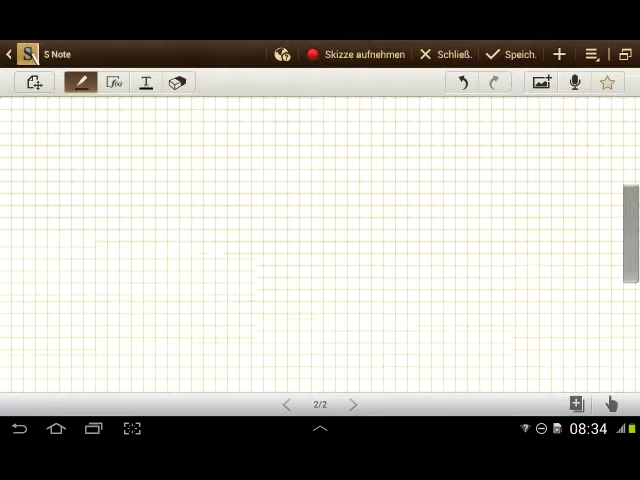 S Note
Skizze aufnehmen
Schließ.
Speich.
f(x)
T
2/2
08:34